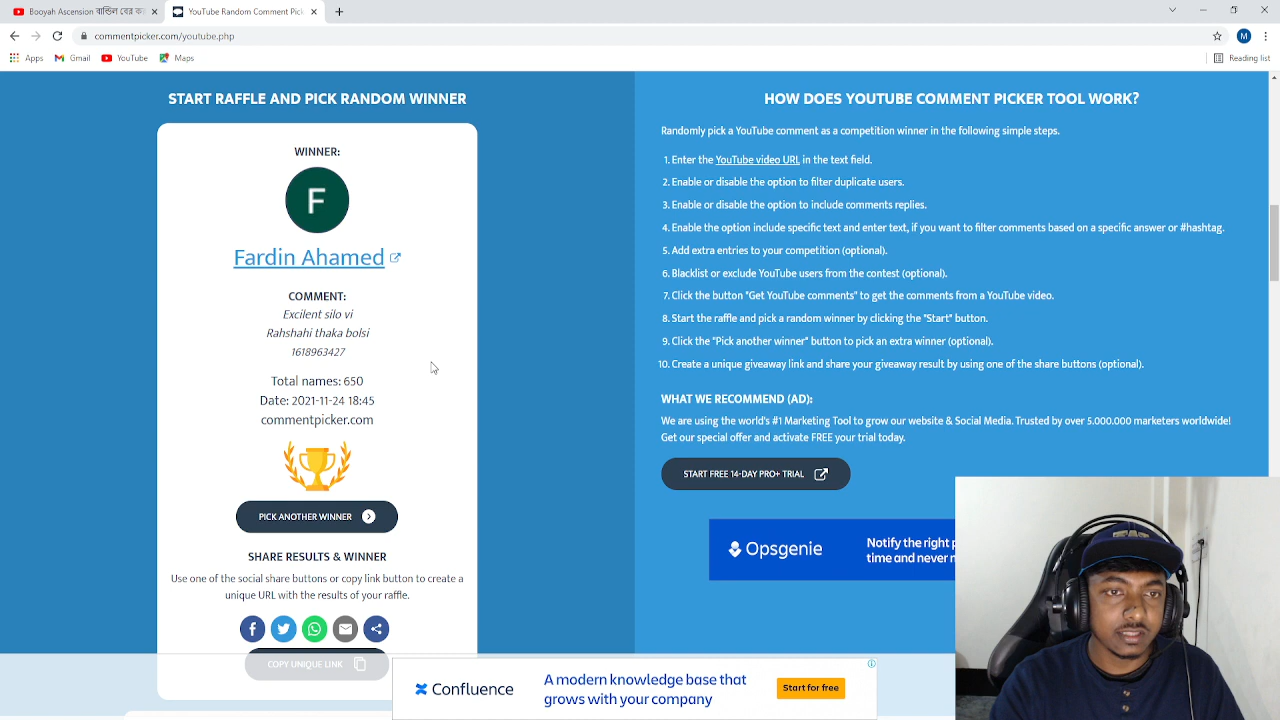 Booyah Ascension বান্ডিল বের কর
YouTube Random Comment Pick
commentpicker.com/youtube.php
M
Apps
Gmail
YouTube
Maps
Reading list
START RAFFLE AND PICK RANDOM WINNER
WINNER:
F
Fardin Ahamed
COMMENT:
Excilent silo vi
Rahshahi thaka bolsi
1618963427
Total names: 650
Date: 2021-11-24 18:45
commentpicker.com
PICK ANOTHER WINNER
SHARE RESULTS & WINNER
Use one of the social share buttons or copy link button to create a
unique URL with the results of your raffle.
COPY UNIQUE LINK
HOW DOES YOUTUBE COMMENT PICKER TOOL WORK?
Randomly pick a YouTube comment as a competition winner in the following simple steps.
1. Enter the YouTube video URL in the text field.
2. Enable or disable the option to filter duplicate users.
3. Enable or disable the option to include comments replies.
4. Enable the option include specific text and enter text, if you want to filter comments based on a specific answer or #hashtag.
5. Add extra entries to your competition (optional).
6. Blacklist or exclude YouTube users from the contest (optional).
7. Click the button "Get YouTube comments" to get the comments from a YouTube video.
8. Start the raffle and pick a random winner by clicking the "Start" button.
9. Click the "Pick another winner" button to pick an extra winner (optional).
10. Create a unique giveaway link and share your giveaway result by using one of the share buttons (optional).
WHAT WE RECOMMEND (AD):
We are using the world's #1 Marketing Tool to grow our website & Social Media. Trusted by over 5.000.000 marketers worldwide!
Get our special offer and activate FREE your trial today.
START FREE 14-DAY PRO+ TRIAL
Opsgenie
Notify the right
time and never
Confluence
A modern knowledge base that
grows with your company
Start for free